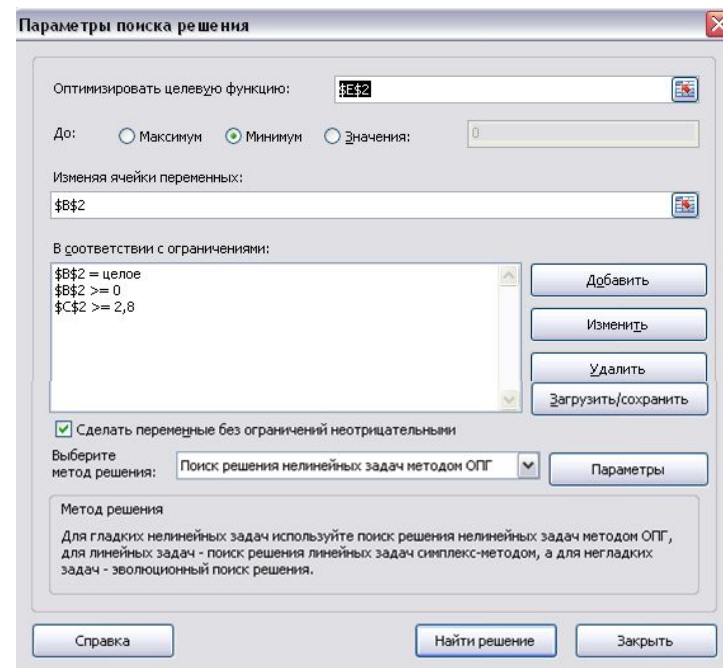 Параметры поиска решения
Оптимизировать целевую функцию: $E$2
До: Максимум Минимум Значения: 0
Изменяя ячейки переменных:
$B$2
В соответствии с ограничениями:
$B$2 = целое
$B$2 >= 0
$C$2 >= 2,8
Добавить
Изменить
Удалить
Загрузить/сохранить
Сделать переменные без ограничений неотрицательными
Выберите
метод решения: Поиск решения нелинейных задач методом ОПГ Параметры
Метод решения
Для гладких нелинейных задач используйте поиск решения нелинейных задач методом ОПГ,
для линейных задач - поиск решения линейных задач симплекс-методом, а для негладких
задач - эволюционный поиск решения.
Справка Найти решение Закрыть